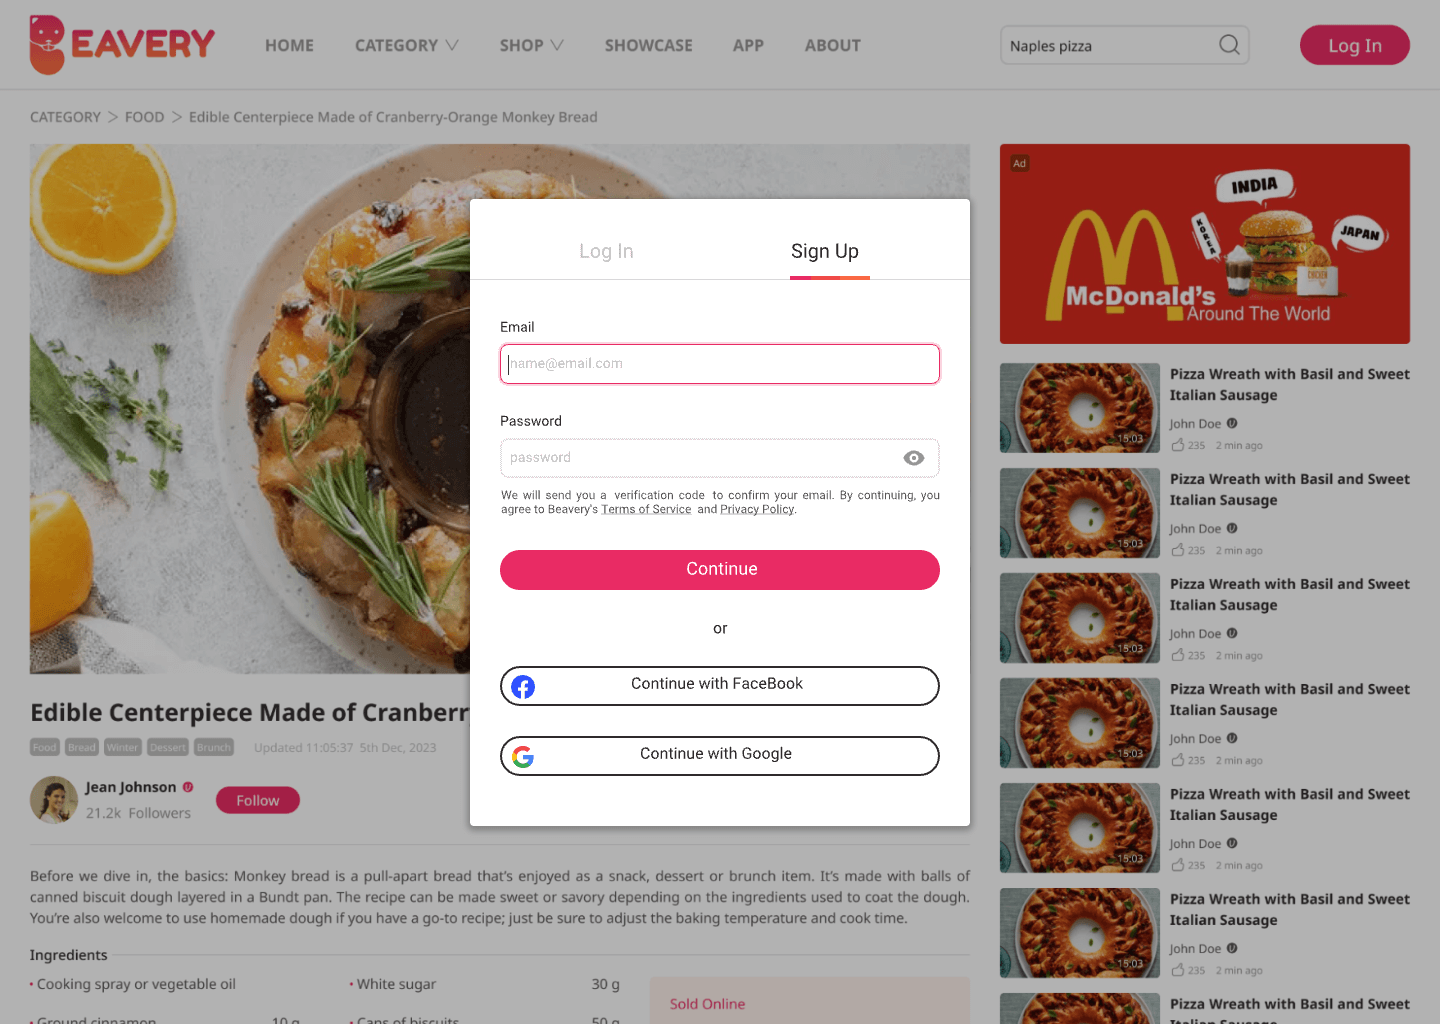 BEAVERY
HOME
CATEGORY
SHOP
SHOWCASE
APP
ABOUT
Naples pizza
Log In
CATEGORY > FOOD > Edible Centerpiece Made of Cranberry-Orange Monkey Bread
Log In
Sign Up
Email
name@email.com
Password
password
We will send you a verification code to confirm your email. By continuing, you
agree to Beavery's Terms of Service and Privacy Policy.
Continue
or
Continue with FaceBook
Continue with Google
Edible Centerpiece Made of Cranberr
Food
Bread
Winter
Dessert
Brunch
Updated 11:05:37 5th Dec, 2023
Jean Johnson
21.2k Followers
Follow
Before we dive in, the basics: Monkey bread is a pull-apart bread that's enjoyed as a snack, dessert or brunch item. It's made with balls of
canned biscuit dough layered in a Bundt pan. The recipe can be made sweet or savory depending on the ingredients used to coat the dough.
You're also welcome to use homemade dough if you have a go-to recipe; just be sure to adjust the baking temperature and cook time.
Ingredients
• Cooking spray or vegetable oil
• White sugar
30 g
• Ground cinnamon
10 g
• Cans of biscuits
50 g
Sold Online
Ad
INDIA
KOREA
JAPAN
McDonald's
Around The World
15:03
Pizza Wreath with Basil and Sweet
Italian Sausage
John Doe
235 2 min ago
15:03
Pizza Wreath with Basil and Sweet
Italian Sausage
John Doe
235 2 min ago
15:03
Pizza Wreath with Basil and Sweet
Italian Sausage
John Doe
235 2 min ago
15:03
Pizza Wreath with Basil and Sweet
Italian Sausage
John Doe
235 2 min ago
15:03
Pizza Wreath with Basil and Sweet
Italian Sausage
John Doe
235 2 min ago
15:03
Pizza Wreath with Basil and Sweet
Italian Sausage
John Doe
235 2 min ago
Pizza Wreath with Basil and Sweet
Italian Sausage